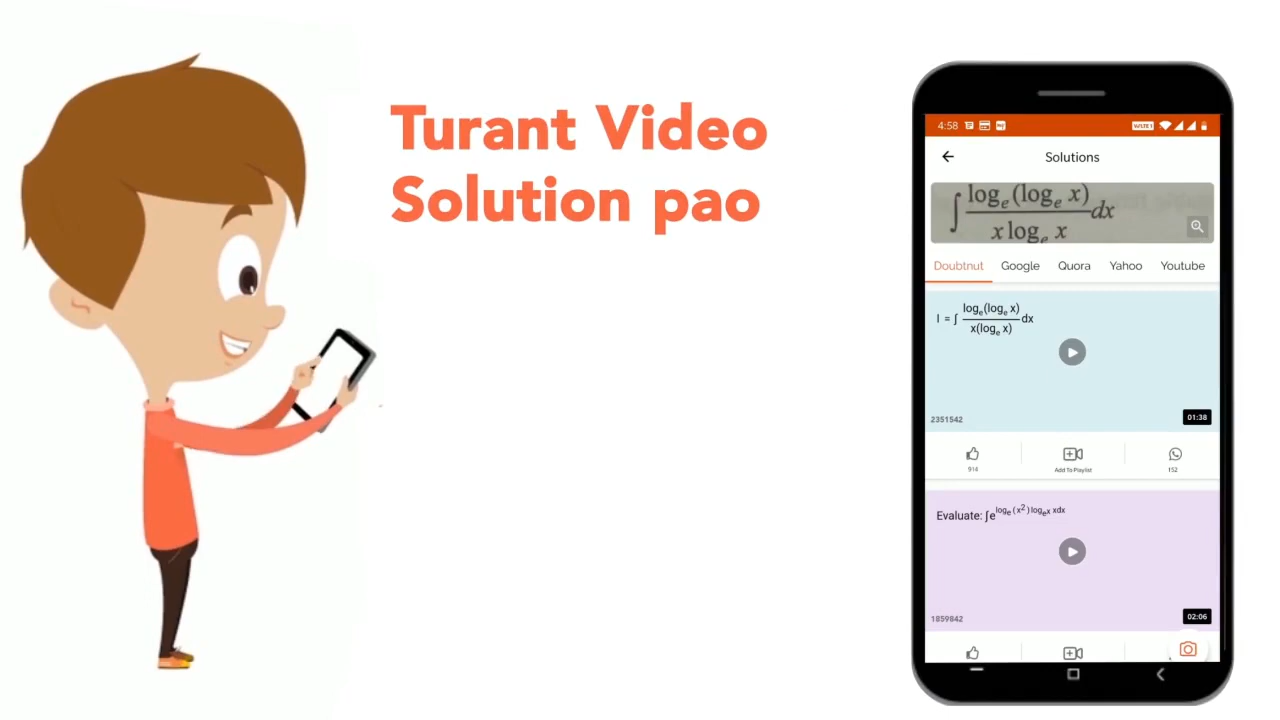 Turant Video
Solution pao
4:58
VoLTE1
Solutions
∫ logₑ(logₑ x) / x logₑ x dx
Doubtnut Google Quora Yahoo Youtube
I = ∫ logₑ(logₑ x) / x(logₑ x) dx
2351542 01:38
914 Add To Playlist 152
Evaluate: ∫e^logₑ(x²)logₑx xdx
1859842 02:06